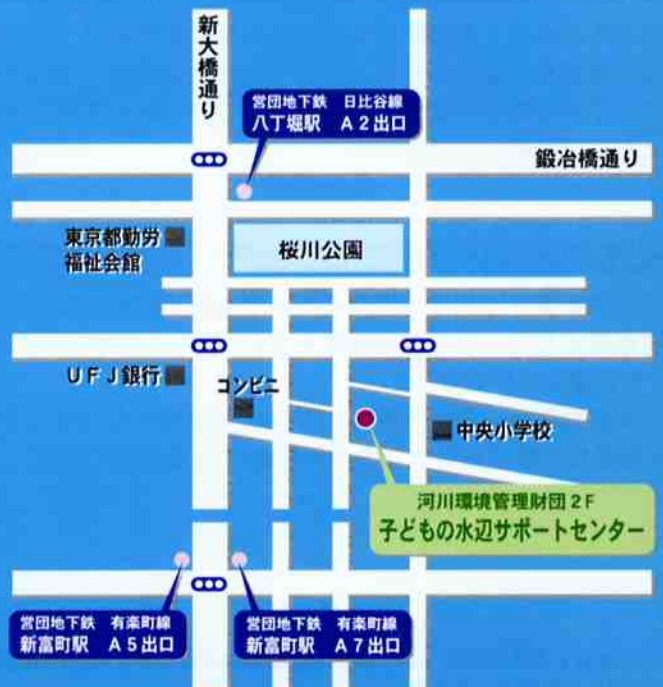 新大橋通り
営団地下鉄 日比谷線
八丁堀駅 A2出口
鍛冶橋通り
東京都勤労
福祉会館
桜川公園
UFJ銀行
コンビニ
中央小学校
河川環境管理財団2F
子どもの水辺サポートセンター
営団地下鉄 有楽町線
新富町駅 A5出口
営団地下鉄 有楽町線
新富町駅 A7出口